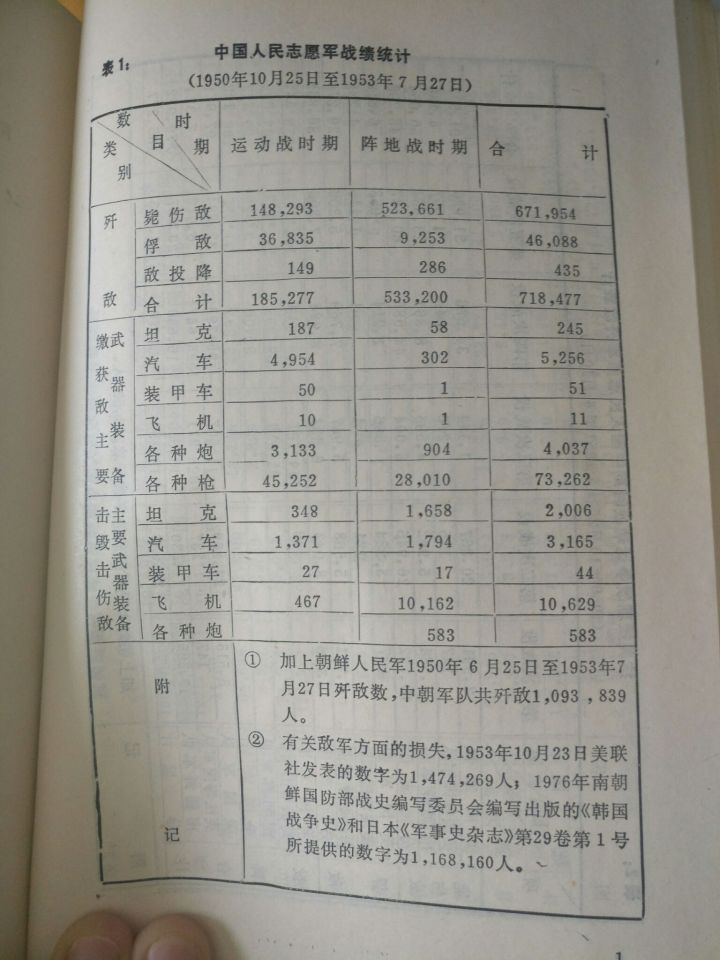 表1:
中国人民志愿军战绩统计
(1950年10月25日至1953年7月27日)
数 目 时 期 类 别 运动战时期 阵地战时期 合 计
歼敌 毙伤敌 148,293 523,661 671,954
俘敌 36,835 9,253 46,088
敌投降 149 286 435
合计 185,277 533,200 718,477
缴获敌主要武器装备 坦克 187 58 245
汽车 4,954 302 5,256
装甲车 50 1 51
飞机 10 1 11
各种炮 3,133 904 4,037
各种枪 45,252 28,010 73,262
击毁击伤敌主要武器装备 坦克 348 1,658 2,006
汽车 1,371 1,794 3,165
装甲车 27 17 44
飞机 467 10,162 10,629
各种炮 583 583
附记
① 加上朝鲜人民军1950年6月25日至1953年7
月27日歼敌数,中朝军队共歼敌1,093,839
人。
② 有关敌军方面的损失,1953年10月23日美联
社发表的数字为1,474,269人;1976年南朝
鲜国防部战史编写委员会编写出版的《韩国
战争史》和日本《军事史杂志》第29卷第1号
所提供的数字为1,168,160人。
1